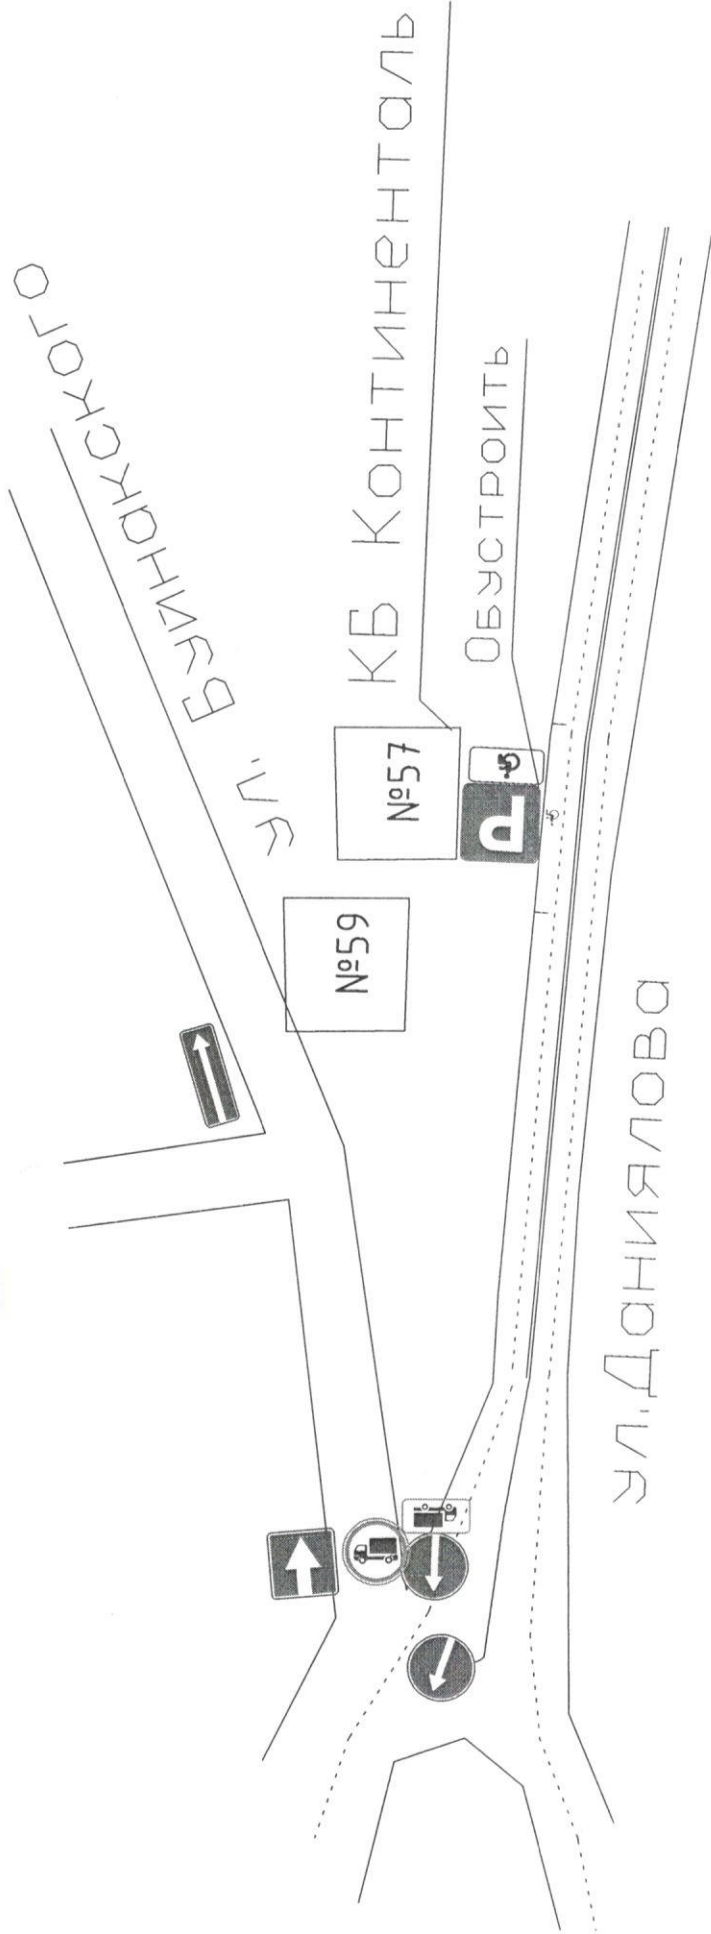 ул. Буйнакского
КБ Континенталь
Обустроить
№57
P
№59
ул.Даниялова